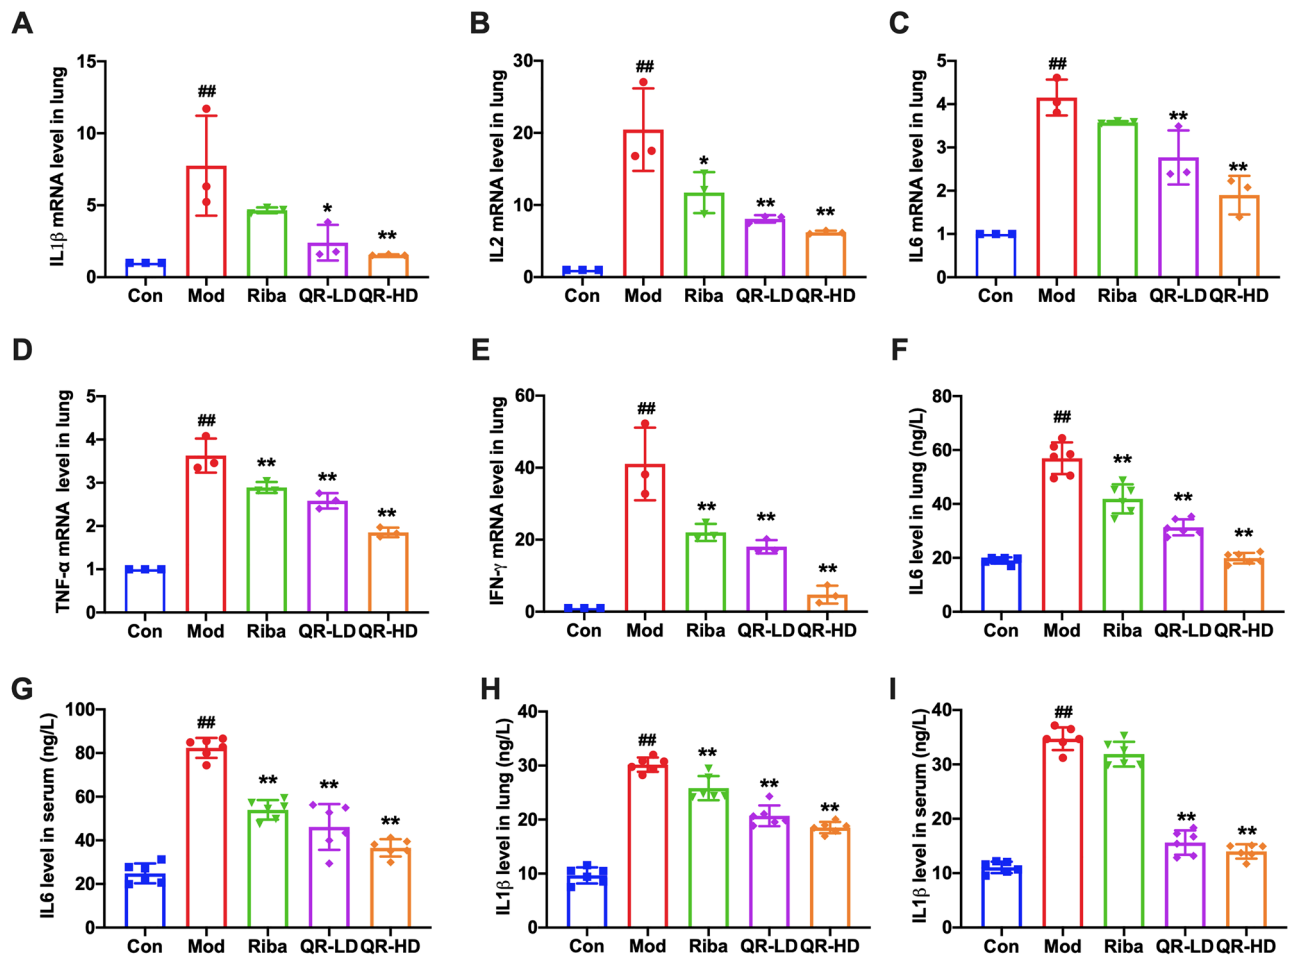 A
IL1β mRNA level in lung
15
10
5
0
##
*
**
Con Mod Riba QR-LD QR-HD
B
IL2 mRNA level in lung
30
20
10
0
##
*
**
**
Con Mod Riba QR-LD QR-HD
C
IL6 mRNA level in lung
5
4
3
2
1
0
##
**
**
Con Mod Riba QR-LD QR-HD
D
TNF-α mRNA level in lung
5
4
3
2
1
0
##
**
**
**
Con Mod Riba QR-LD QR-HD
E
IFN-γ mRNA level in lung
60
40
20
0
##
**
**
**
Con Mod Riba QR-LD QR-HD
F
IL6 level in lung (ng/L)
80
60
40
20
0
##
**
**
**
Con Mod Riba QR-LD QR-HD
G
IL6 level in serum (ng/L)
100
80
60
40
20
0
##
**
**
**
Con Mod Riba QR-LD QR-HD
H
IL1β level in lung (ng/L)
40
30
20
10
0
##
**
**
**
Con Mod Riba QR-LD QR-HD
I
IL1β level in serum (ng/L)
40
30
20
10
0
##
**
**
Con Mod Riba QR-LD QR-HD